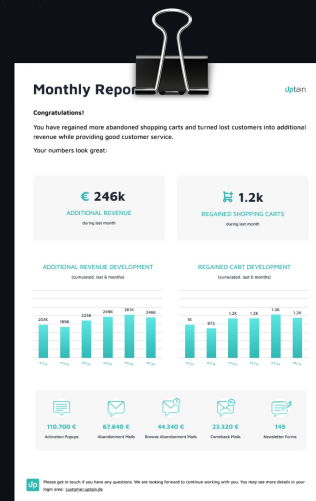 Monthly Repor
Uptain
Congratulations!
You have regained more abandoned shopping carts and turned lost customers into additional
revenue while providing good customer service.
Your numbers look great:
€ 246k
1.2k
ADDITIONAL REVENUE
REGAINED SHOPPING CARTS
during last month
during last month
ADDITIONAL REVENUE DEVELOPMENT
REGAINED CART DEVELOPMENT
(cumulated, last 6 months)
(cumulated, last 6 months)
203K 189K 225K 249K 261K 246K
1K 873 1.2K 1.2K 1.3K 1.2K
110.700 €
67.640 €
44.340 €
23.320 €
145
Activation Popups
Abandonment Mails
Browse Abandonment Mails
Comeback Mails
Newsletter Forms
Up
Please get in touch if you have any questions. We are looking forward to continue working with you. You may see more details in your
login area: customer.uptain.de